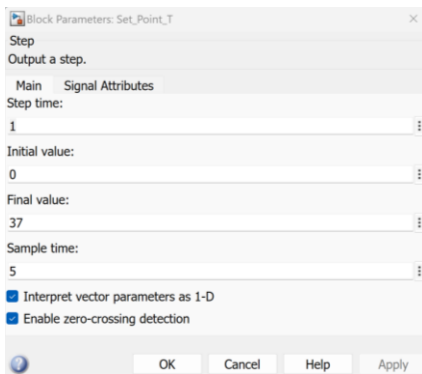 Block Parameters: Set_Point_T
Step
Output a step.
Main Signal Attributes
Step time:
1
Initial value:
0
Final value:
37
Sample time:
5
Interpret vector parameters as 1-D
Enable zero-crossing detection
OK Cancel Help Apply